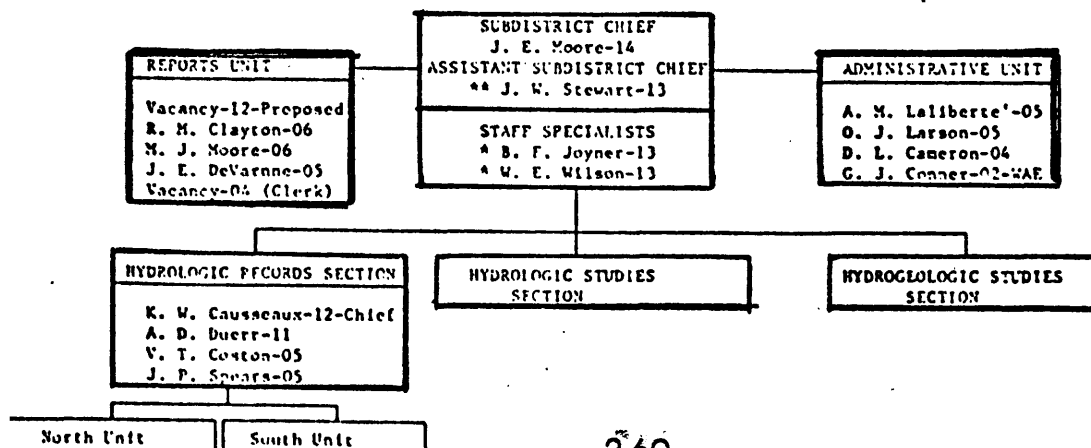 SUBDISTRICT CHIEF
J. E. Moore-14
ASSISTANT SUBDISTRICT CHIEF
** J. W. Stewart-13
STAFF SPECIALISTS
* B. F. Joyner-13
* W. E. Wilson-13
REPORTS UNIT
Vacancy-12-Proposed
R. M. Clayton-06
M. J. Moore-06
J. E. DeVarnne-05
Vacancy-04 (Clerk)
ADMINISTRATIVE UNIT
A. M. Laliberte'-05
O. J. Larson-05
D. L. Cameron-04
G. J. Conner-02-WAE
HYDROLOGIC RECORDS SECTION
K. W. Causseaux-12-Chief
A. D. Duerr-11
V. T. Coston-05
J. P. Spears-05
HYDROLOGIC STUDIES
SECTION
HYDROGEOLOGIC STUDIES
SECTION
North Unit
South Unit